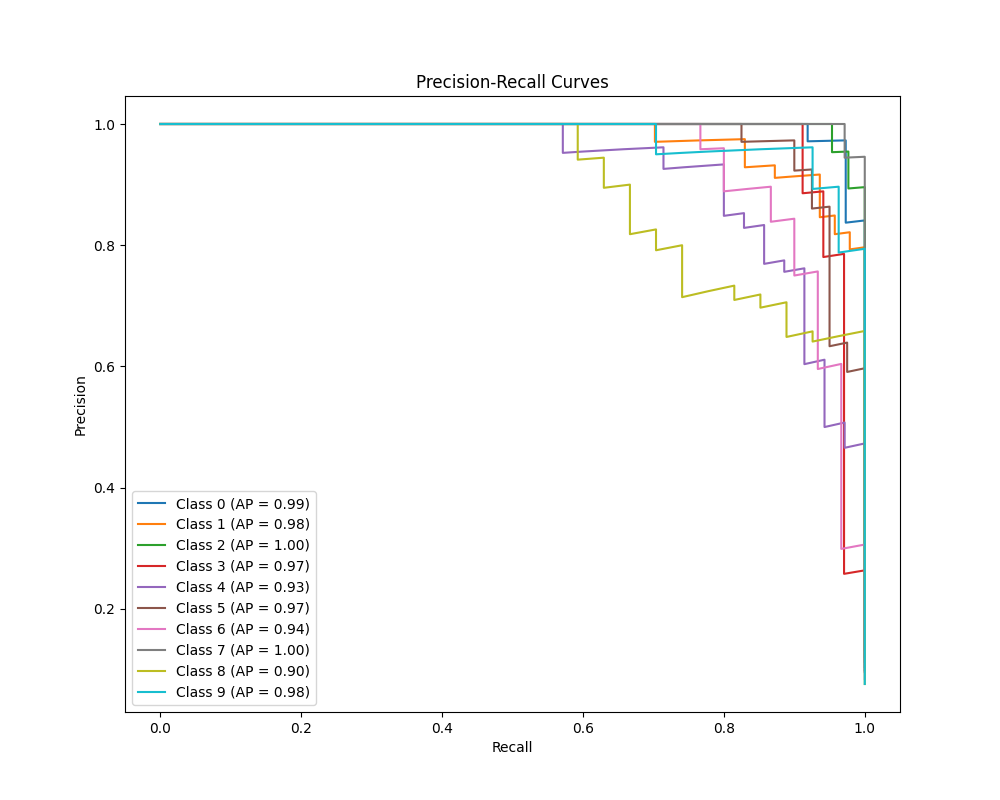 Precision-Recall Curves
1.0
0.8
0.6
0.4
0.2
Precision
Class 0 (AP = 0.99)
Class 1 (AP = 0.98)
Class 2 (AP = 1.00)
Class 3 (AP = 0.97)
Class 4 (AP = 0.93)
Class 5 (AP = 0.97)
Class 6 (AP = 0.94)
Class 7 (AP = 1.00)
Class 8 (AP = 0.90)
Class 9 (AP = 0.98)
0.0 0.2 0.4 0.6 0.8 1.0
Recall